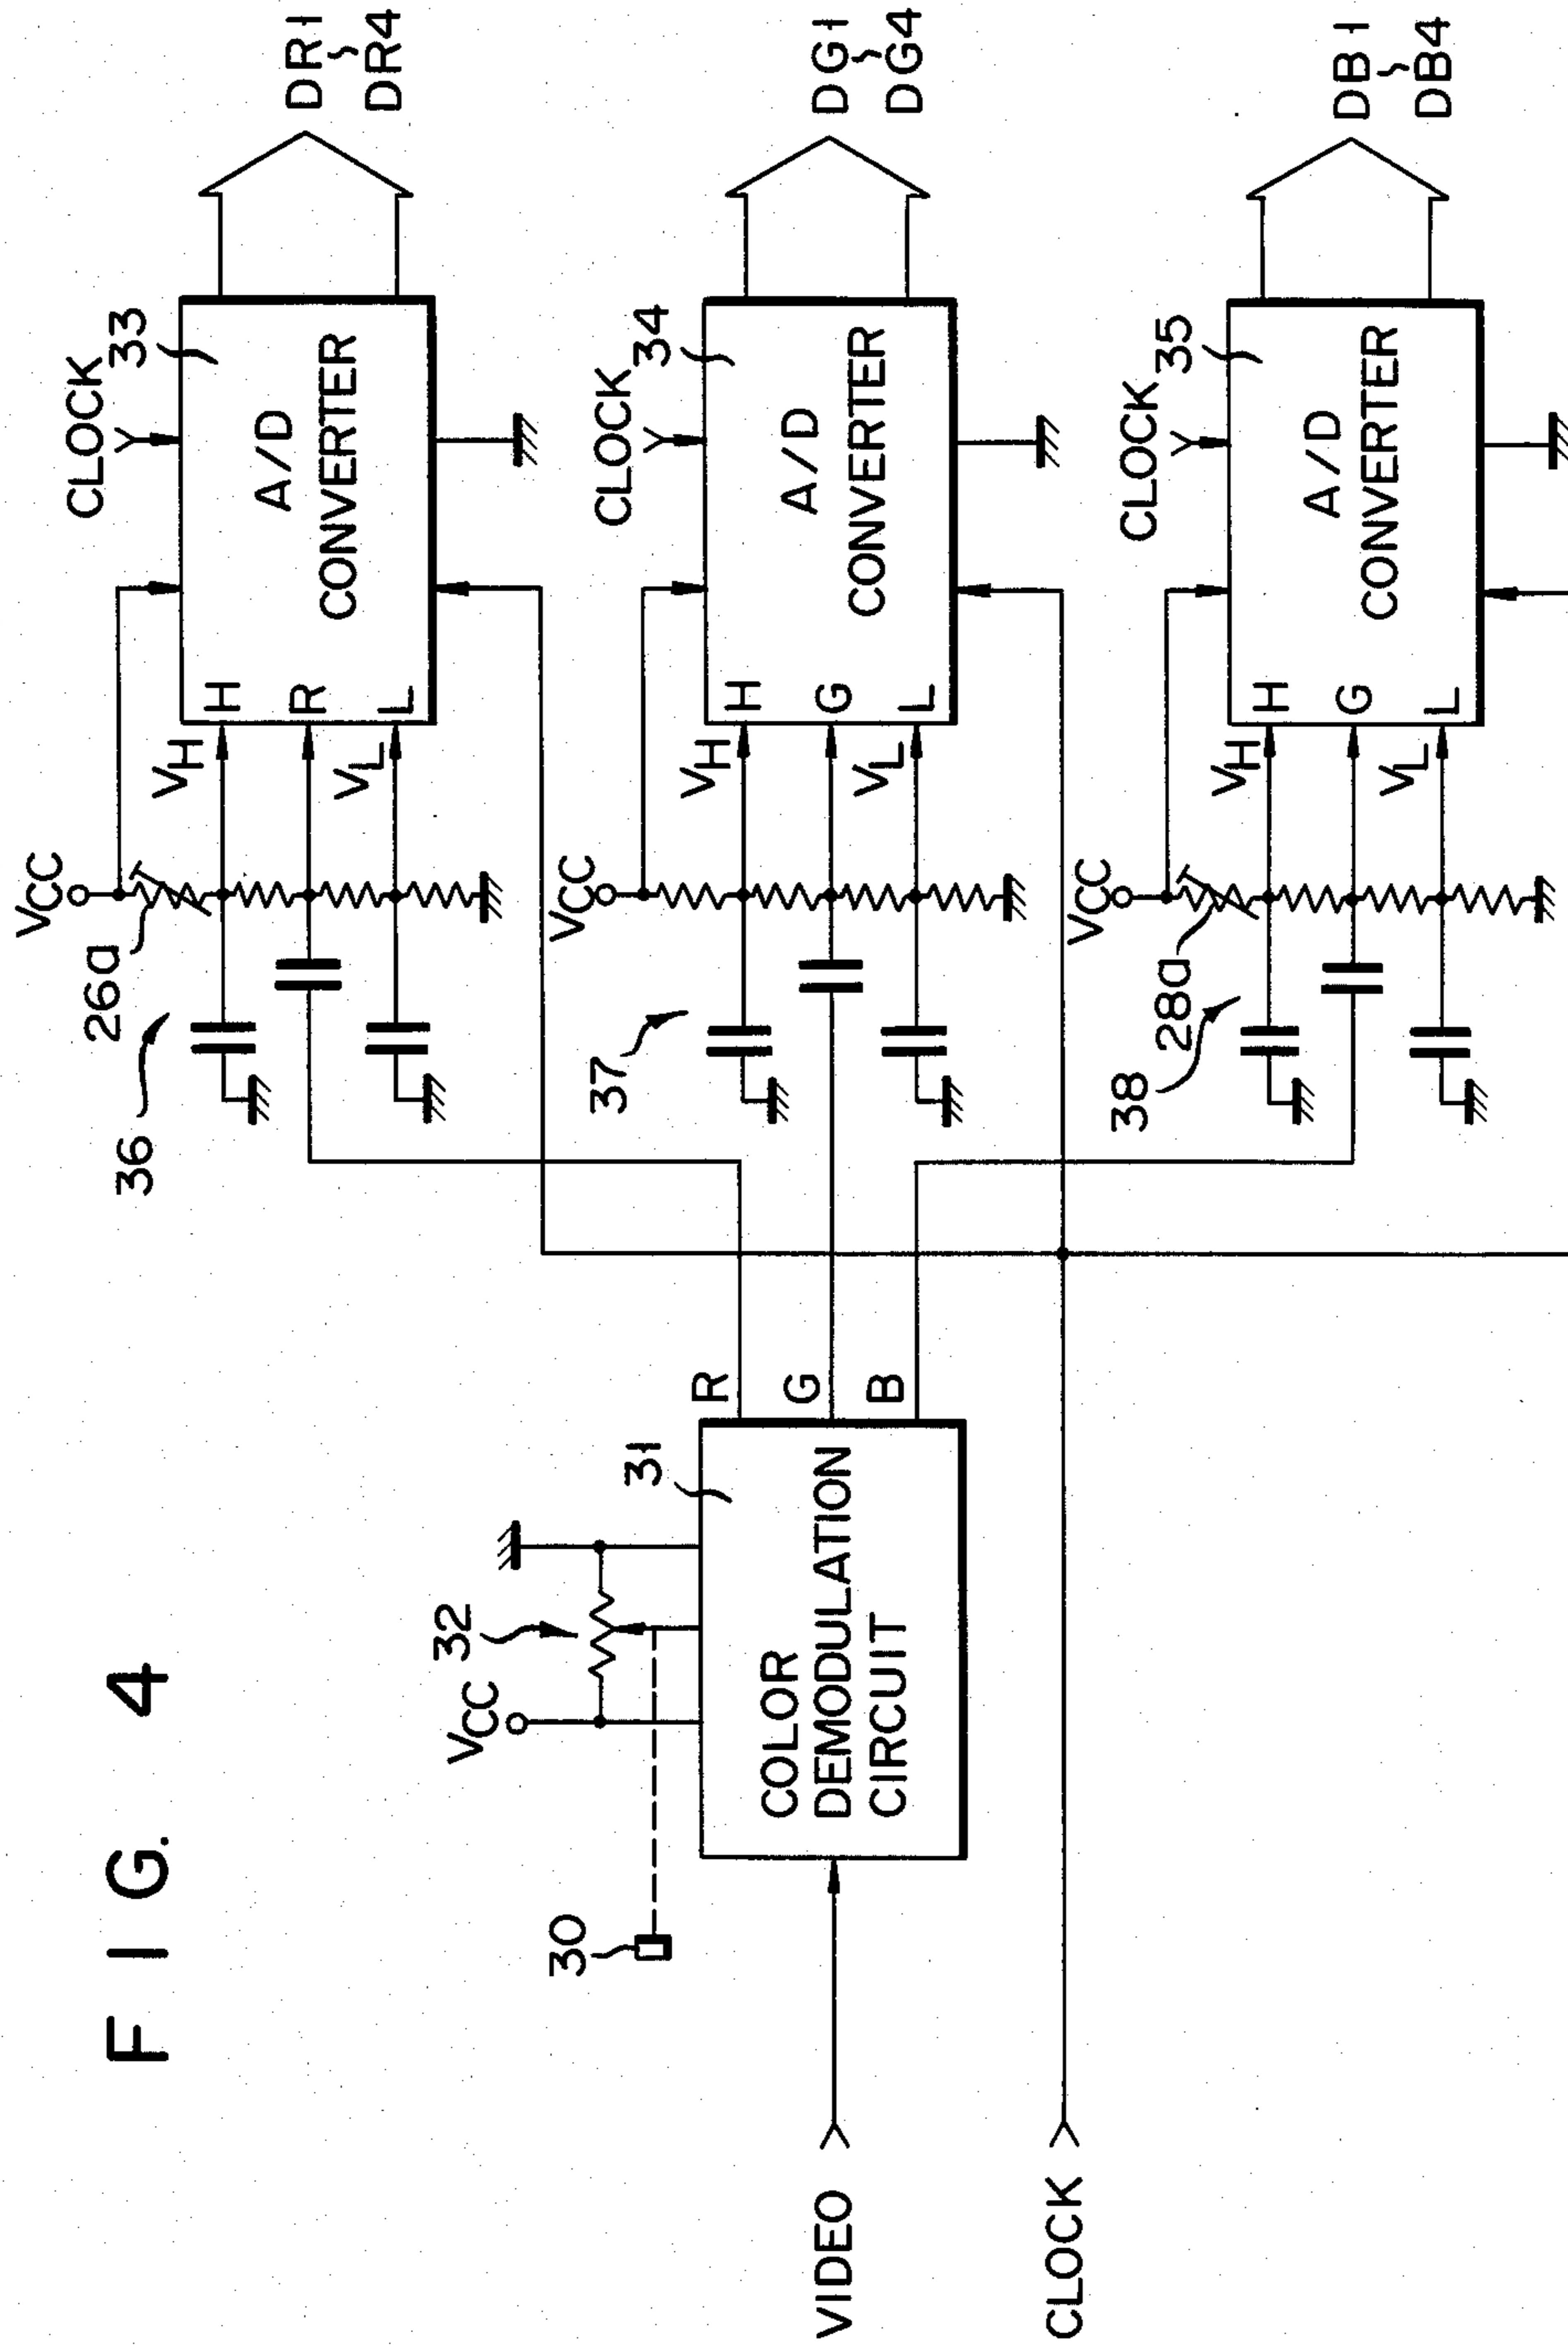 F I G. 4
VIDEO
CLOCK
30
VCC
32
31
COLOR
DEMODULATION
CIRCUIT
R
G
B
36
26a
VCC
VH
VL
H
R
L
CLOCK
33
A/D
CONVERTER
DR1
DR4
37
VCC
VH
VL
H
G
L
CLOCK
34
A/D
CONVERTER
DG1
DG4
38
28a
VCC
VH
VL
H
G
L
CLOCK
35
A/D
CONVERTER
DB1
DB4